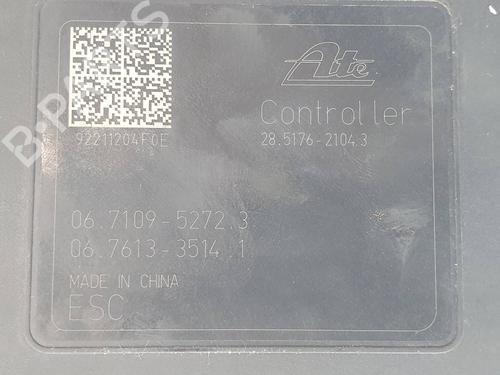 Ate
92211204F0E
Controller
28.5176-2104.3
06.7109-5272.3
06.7613-3514.1
MADE IN CHINA
ESC
B-PARTS